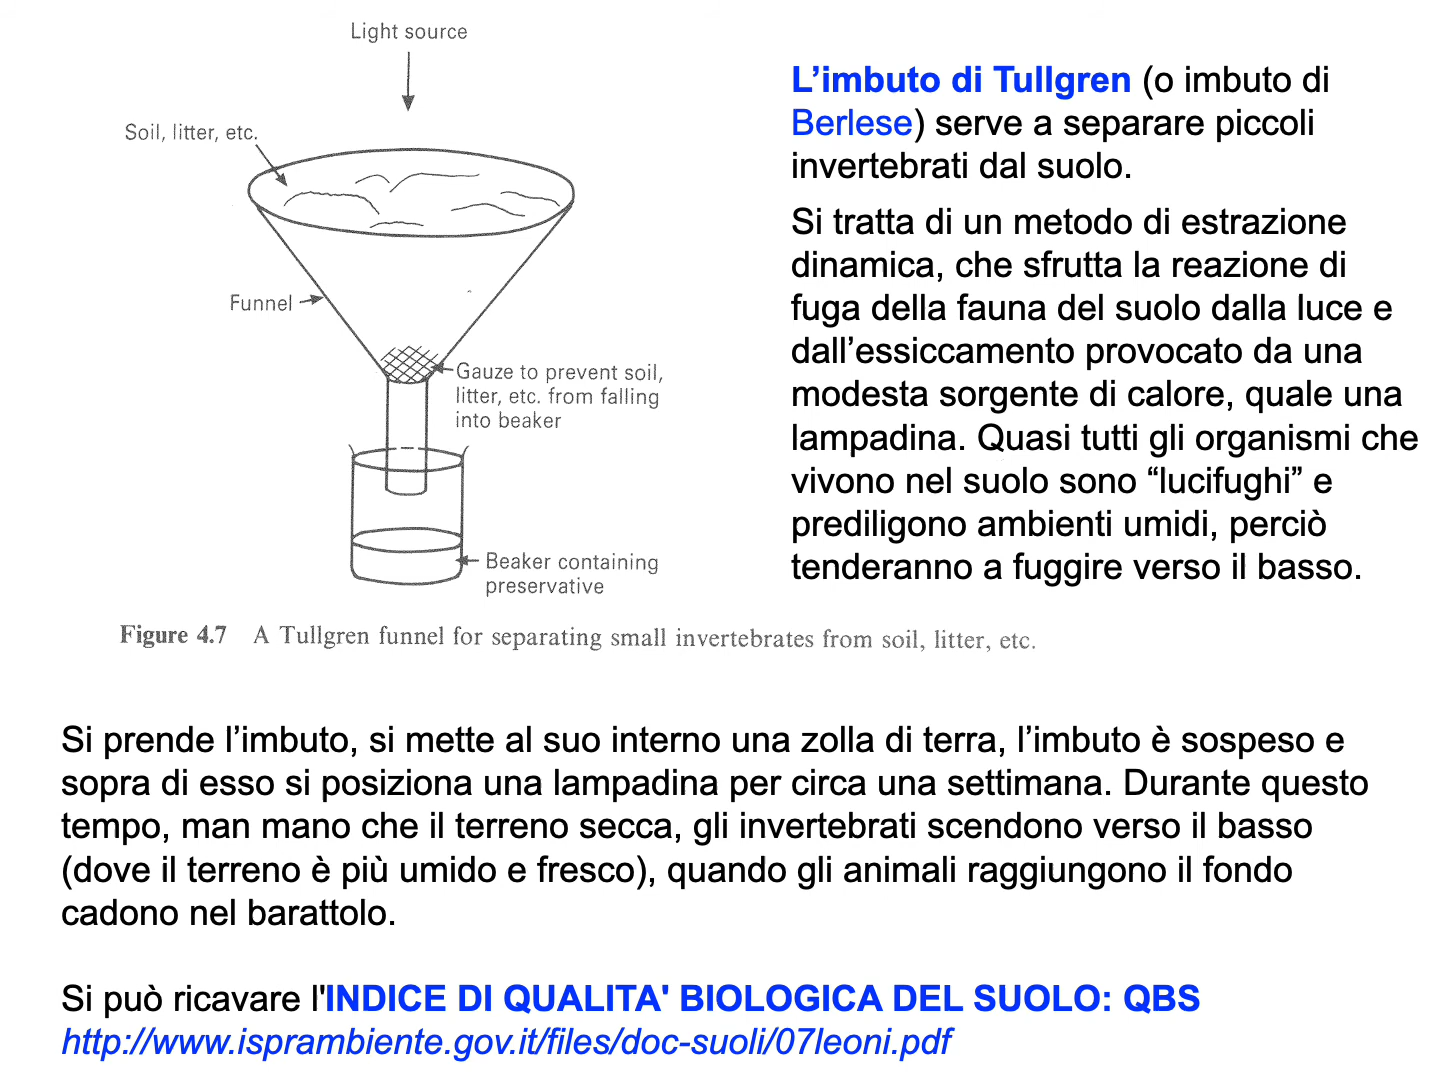 Light source
Soil, litter, etc.
Funnel
Gauze to prevent soil,
litter, etc. from falling
into beaker
Beaker containing
preservative
Figure 4.7 A Tullgren funnel for separating small invertebrates from soil, litter, etc.
L’imbuto di Tullgren (o imbuto di
Berlese) serve a separare piccoli
invertebrati dal suolo.
Si tratta di un metodo di estrazione
dinamica, che sfrutta la reazione di
fuga della fauna del suolo dalla luce e
dall’essiccamento provocato da una
modesta sorgente di calore, quale una
lampadina. Quasi tutti gli organismi che
vivono nel suolo sono “lucifughi” e
prediligono ambienti umidi, perciò
tenderanno a fuggire verso il basso.
Si prende l’imbuto, si mette al suo interno una zolla di terra, l’imbuto è sospeso e
sopra di esso si posiziona una lampadina per circa una settimana. Durante questo
tempo, man mano che il terreno secca, gli invertebrati scendono verso il basso
(dove il terreno è più umido e fresco), quando gli animali raggiungono il fondo
cadono nel barattolo.
Si può ricavare l'INDICE DI QUALITA' BIOLOGICA DEL SUOLO: QBS
http://www.isprambiente.gov.it/files/doc-suoli/07leoni.pdf